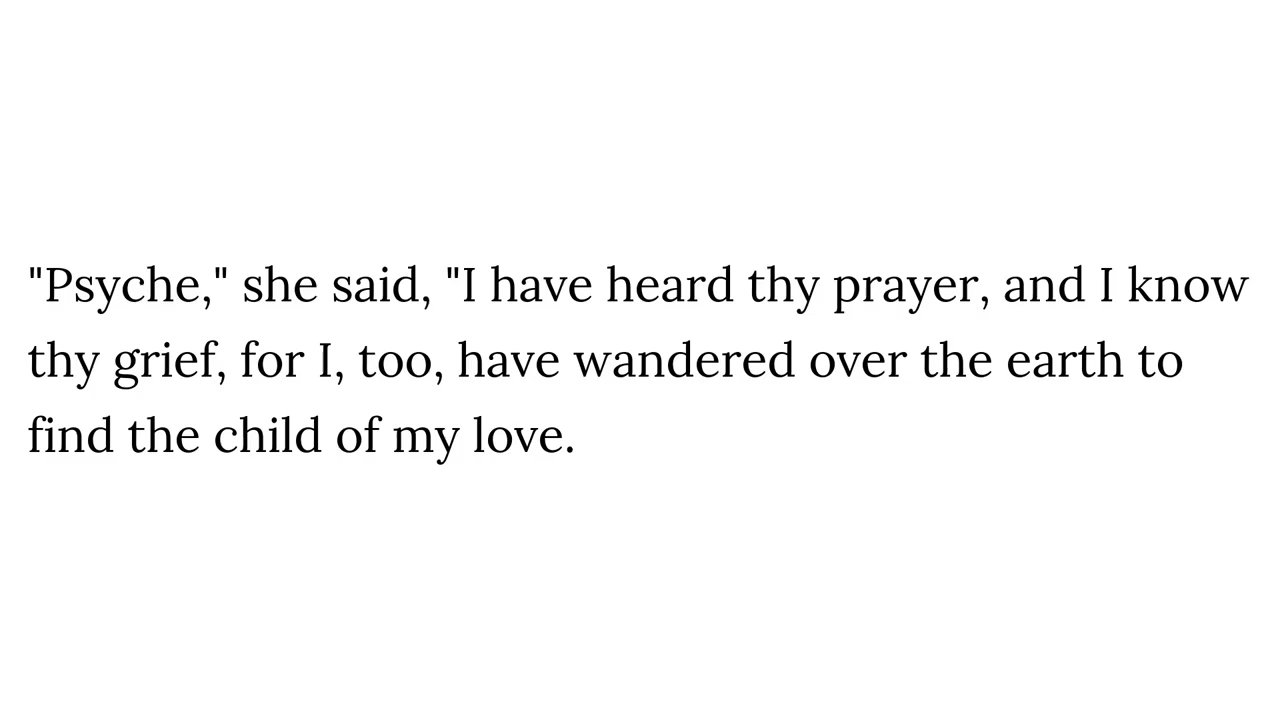 "Psyche," she said, "I have heard thy prayer, and I know
thy grief, for I, too, have wandered over the earth to
find the child of my love.